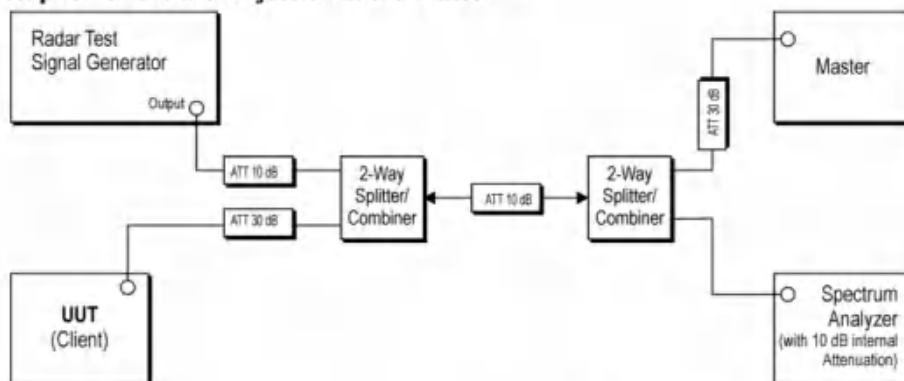 Radar Test
Signal Generator
Output
ATT 10 dB
2-Way
Splitter/
Combiner
ATT 30 dB
UUT
(Client)
ATT 10 dB
2-Way
Splitter/
Combiner
ATT 30 dB
Master
Spectrum
Analyzer
(with 10 dB internal
Attenuation)